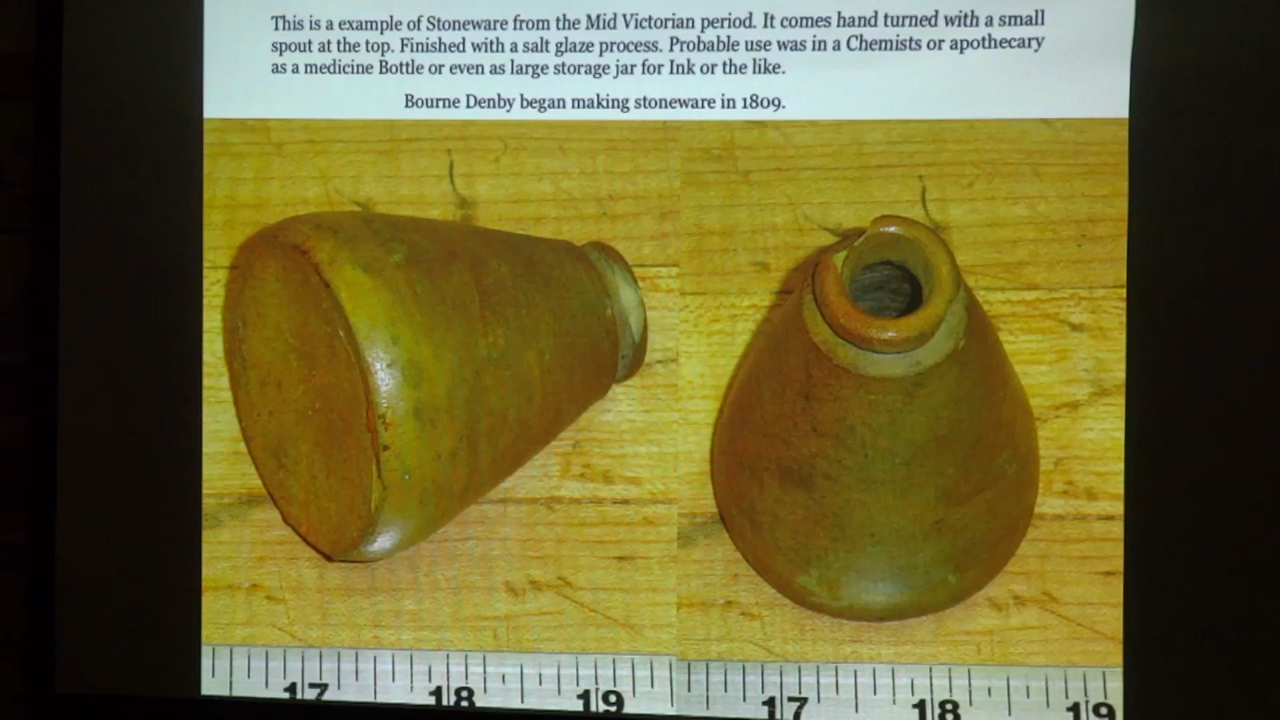 This is a example of Stoneware from the Mid Victorian period. It comes hand turned with a small
spout at the top. Finished with a salt glaze process. Probable use was in a Chemists or apothecary
as a medicine Bottle or even as large storage jar for Ink or the like.
Bourne Denby began making stoneware in 1809.
17 18 19 17 18 19